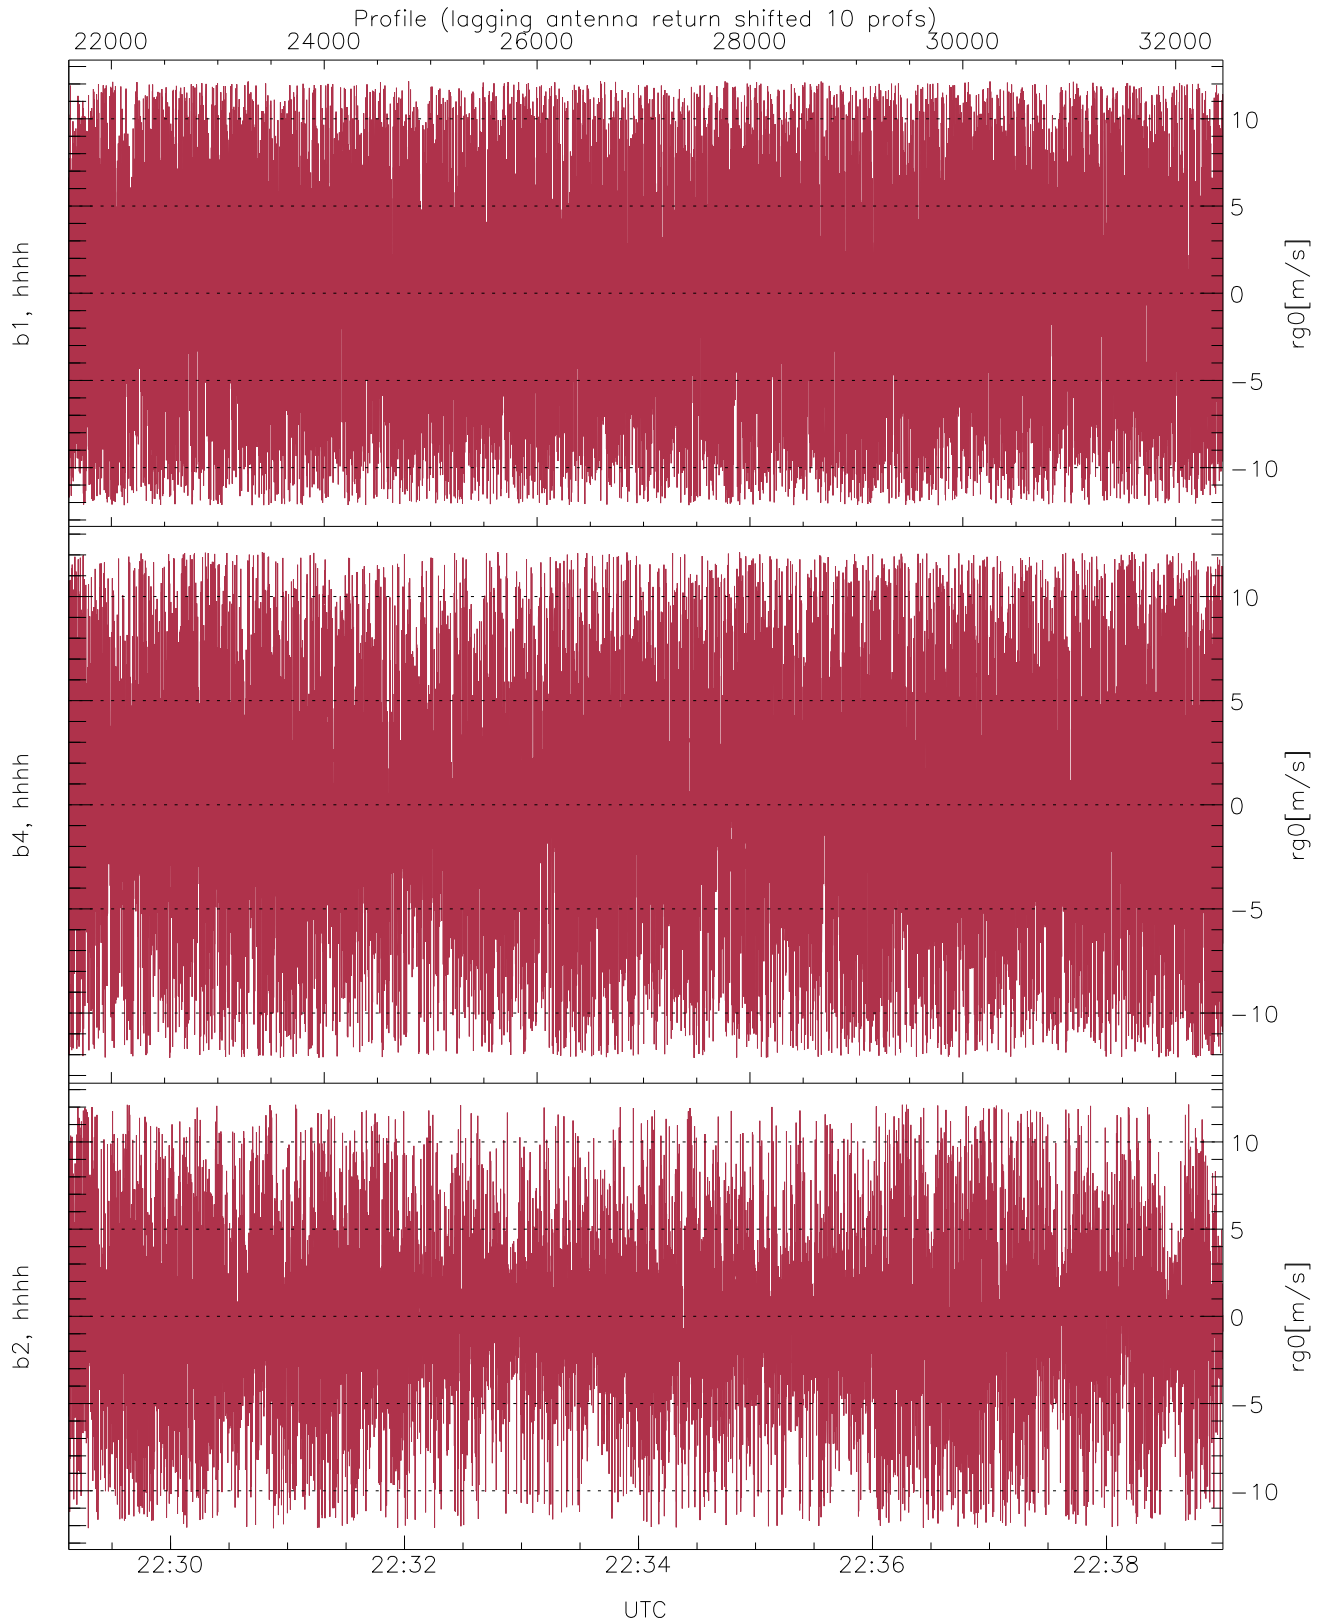 Profile (lagging antenna return shifted 10 profs)
22000 24000 26000 28000 30000 32000
b1, hhhh
10
5
0
-5
-10
rg0[m/s]
b4, hhhh
10
5
0
-5
-10
rg0[m/s]
b2, hhhh
10
5
0
-5
-10
rg0[m/s]
22:30 22:32 22:34 22:36 22:38
UTC